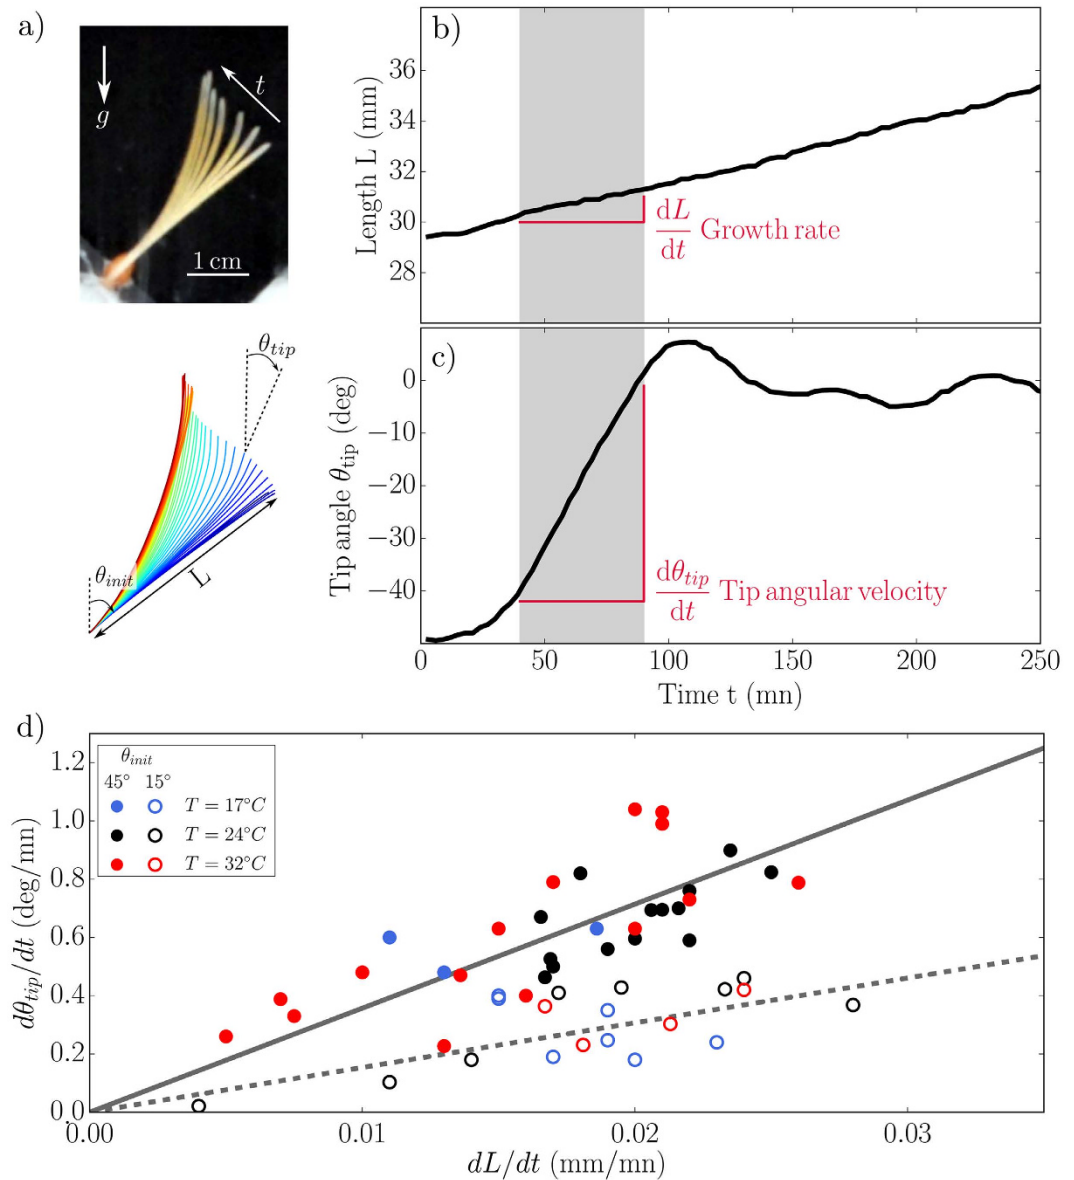 a)
g
t
1 cm
θtip
θinit
L
b)
Length L (mm)
36
34
32
30
28
dL/dt Growth rate
c)
Tip angle θtip (deg)
0
−10
−20
−30
−40
dθtip/dt Tip angular velocity
0 50 100 150 200 250
Time t (mn)
d)
dθtip/dt (deg/mn)
1.2
1.0
0.8
0.6
0.4
0.2
0.0
θinit
45° 15°
T = 17°C
T = 24°C
T = 32°C
0.00 0.01 0.02 0.03
dL/dt (mm/mn)